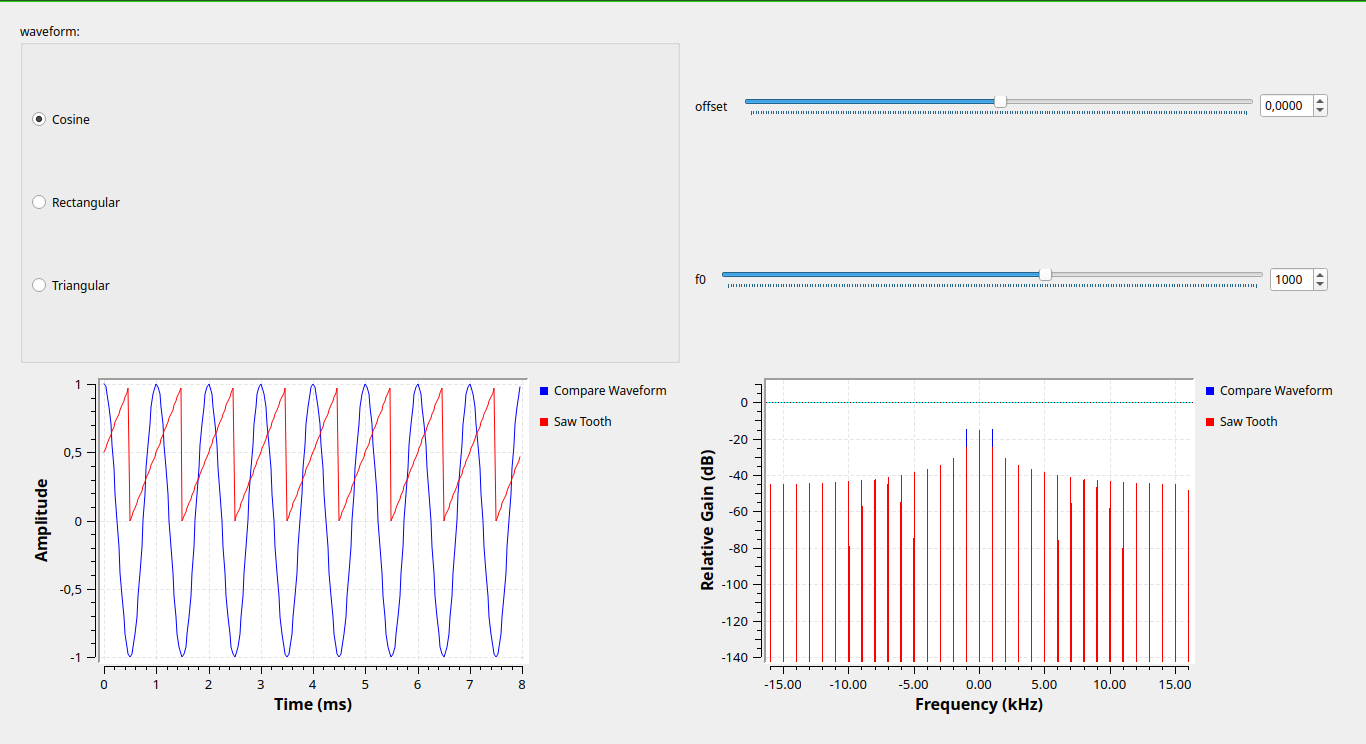 waveform:
Cosine
Rectangular
Triangular
offset
0,0000
f0
1000
1
0,5
0
-0,5
-1
Amplitude
0 1 2 3 4 5 6 7 8
Time (ms)
Compare Waveform
Saw Tooth
0
-20
-40
-60
-80
-100
-120
-140
Relative Gain (dB)
-15.00 -10.00 -5.00 0.00 5.00 10.00 15.00
Frequency (kHz)
Compare Waveform
Saw Tooth